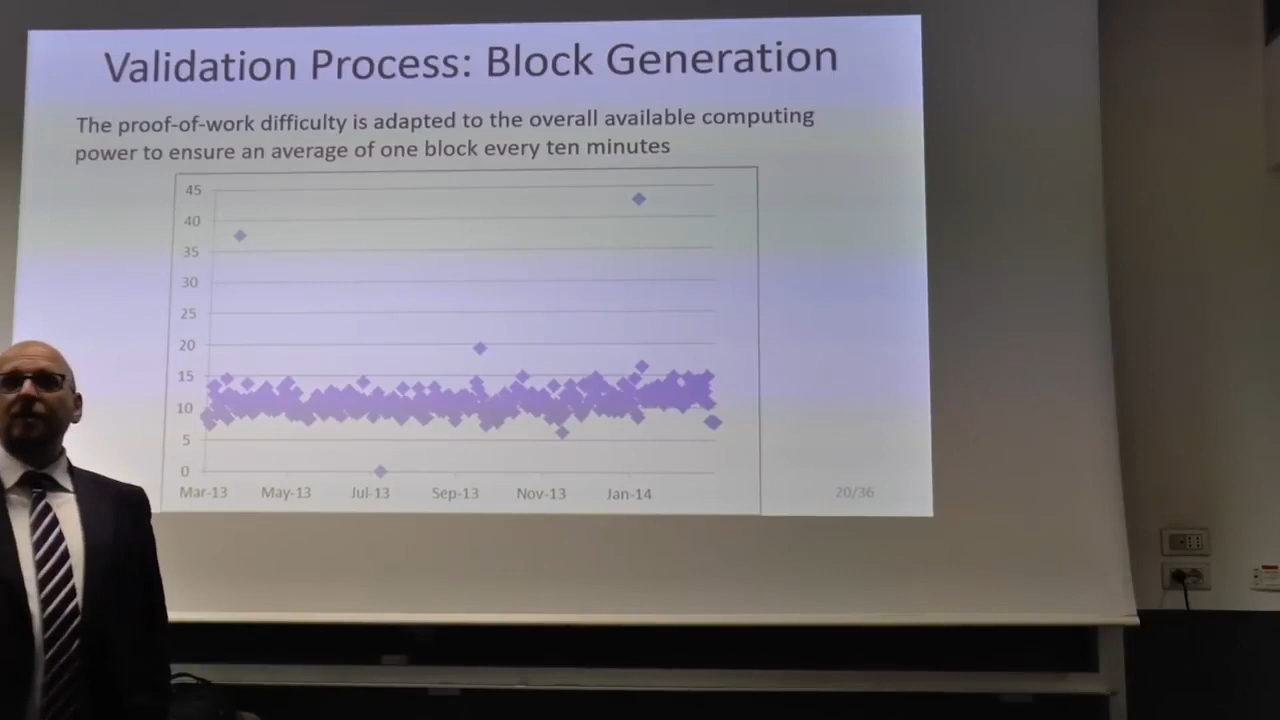 Validation Process: Block Generation
The proof-of-work difficulty is adapted to the overall available computing
power to ensure an average of one block every ten minutes
45
40
35
30
25
20
15
10
5
0
Mar-13 May-13 Jul-13 Sep-13 Nov-13 Jan-14
20/36